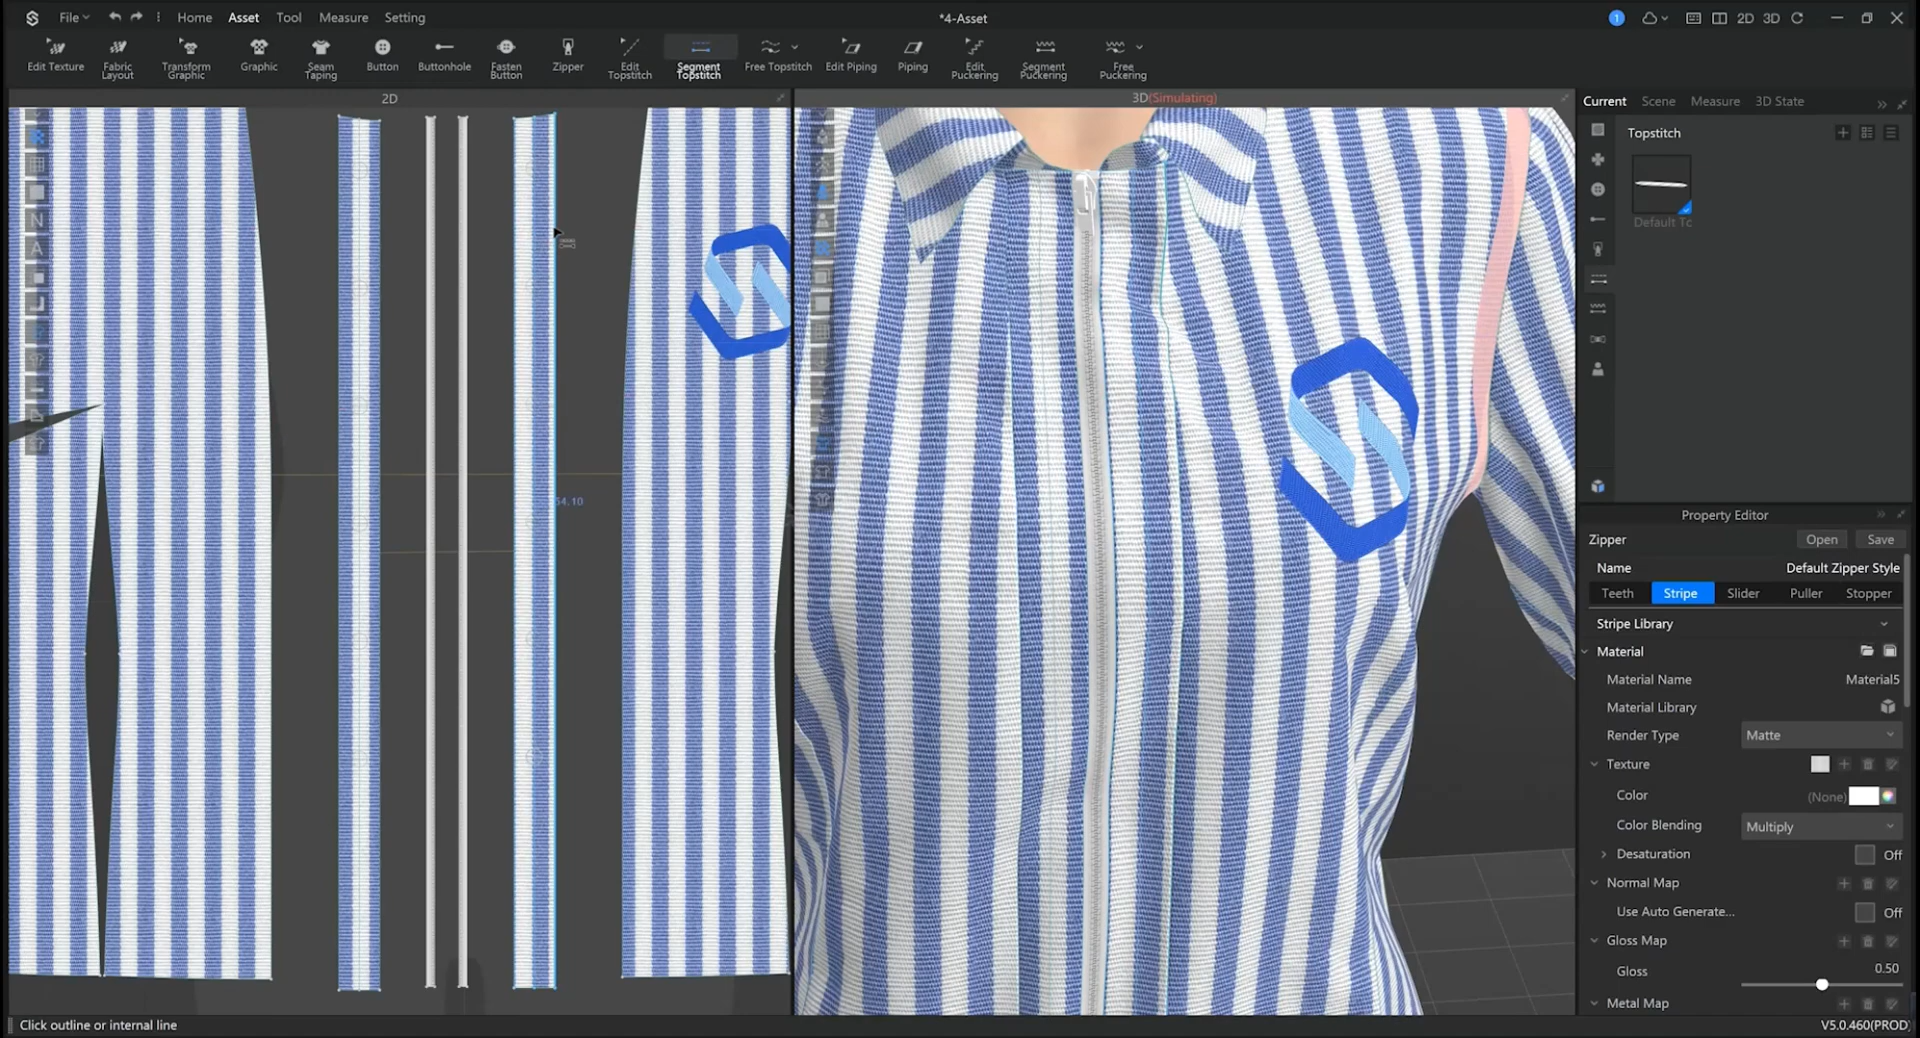 File
Home
Asset
Tool
Measure
Setting
*4-Asset
1
2D
3D
Edit Texture
Fabric
Layout
Transform
Graphic
Graphic
Seam
Taping
Button
Buttonhole
Fasten
Button
Zipper
Edit
Topstitch
Segment
Topstitch
Free Topstitch
Edit Piping
Piping
Edit
Puckering
Segment
Puckering
Free
Puckering
2D
3D(Simulating)
Current
Scene
Measure
3D State
Topstitch
Default Tc
N
A
54.10
Property Editor
Zipper
Open
Save
Name
Default Zipper Style
Teeth
Stripe
Slider
Puller
Stopper
Stripe Library
Material
Material Name
Material5
Material Library
Render Type
Matte
Texture
Color
(None)
Color Blending
Multiply
Desaturation
Off
Normal Map
Use Auto Generate...
Off
Gloss Map
Gloss
0.50
Metal Map
Click outline or internal line
V5.0.460(PROD)